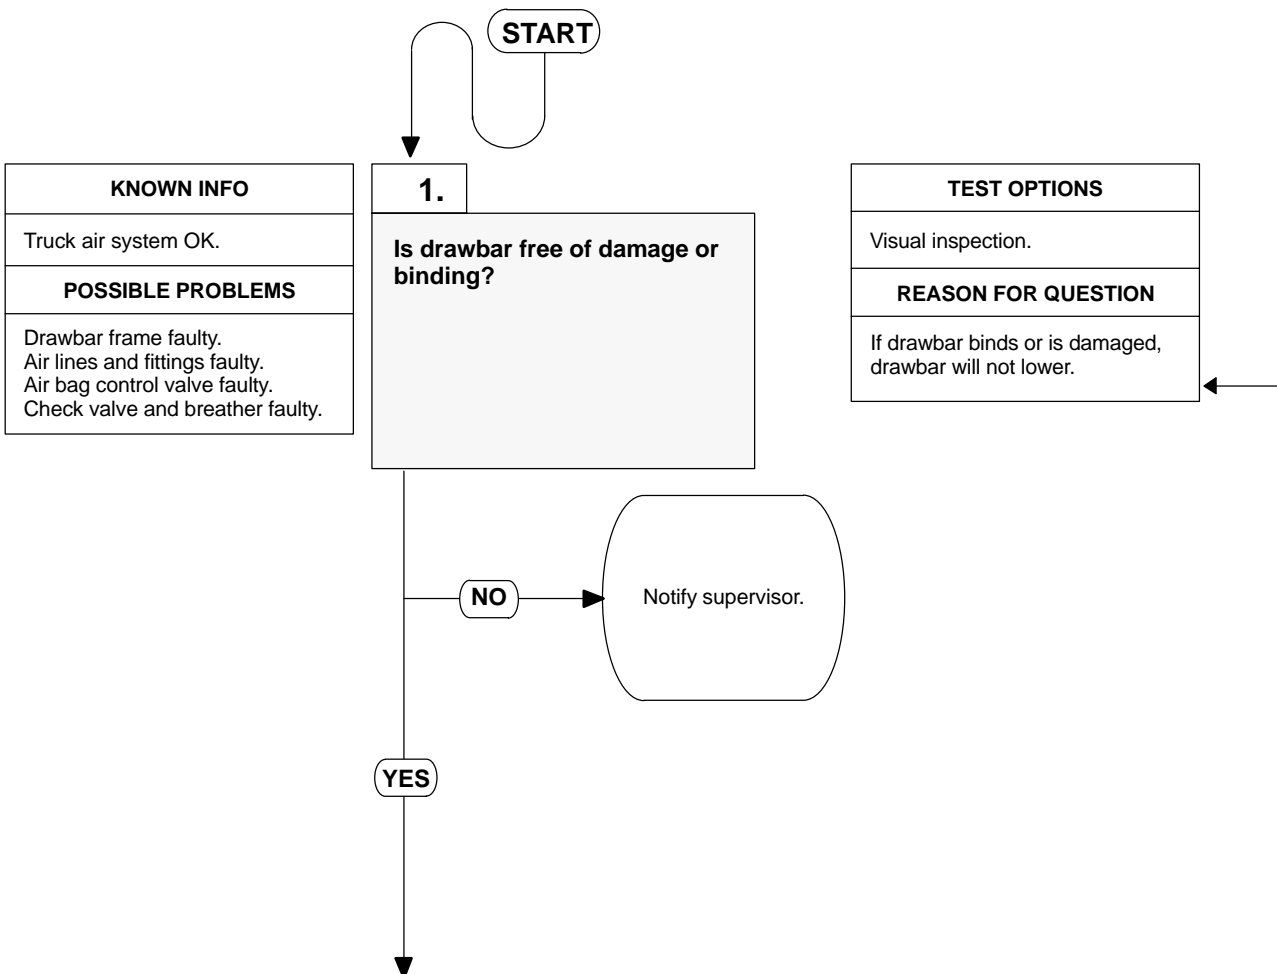 START
KNOWN INFO
Truck air system OK.
POSSIBLE PROBLEMS
Drawbar frame faulty.
Air lines and fittings faulty.
Air bag control valve faulty.
Check valve and breather faulty.
1.
Is drawbar free of damage or
binding?
TEST OPTIONS
Visual inspection.
REASON FOR QUESTION
If drawbar binds or is damaged,
drawbar will not lower.
NO
Notify supervisor.
YES